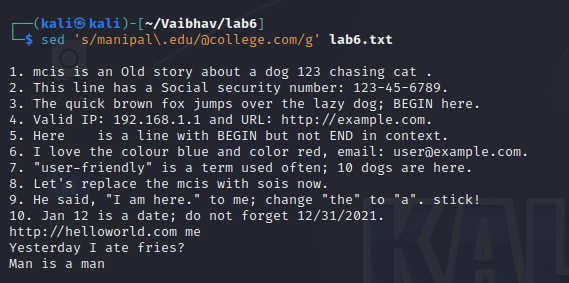 ┌──(kali㉿kali)-[~/Vaibhav/lab6]
└─$ sed 's/manipal\.edu/@college.com/g' lab6.txt
1. mcis is an Old story about a dog 123 chasing cat .
2. This line has a Social security number: 123-45-6789.
3. The quick brown fox jumps over the lazy dog; BEGIN here.
4. Valid IP: 192.168.1.1 and URL: http://example.com.
5. Here    is a line with BEGIN but not END in context.
6. I love the colour blue and color red, email: user@example.com.
7. "user-friendly" is a term used often; 10 dogs are here.
8. Let's replace the mcis with sois now.
9. He said, "I am here." to me; change "the" to "a". stick!
10. Jan 12 is a date; do not forget 12/31/2021.
http://helloworld.com me
Yesterday I ate fries?
Man is a man